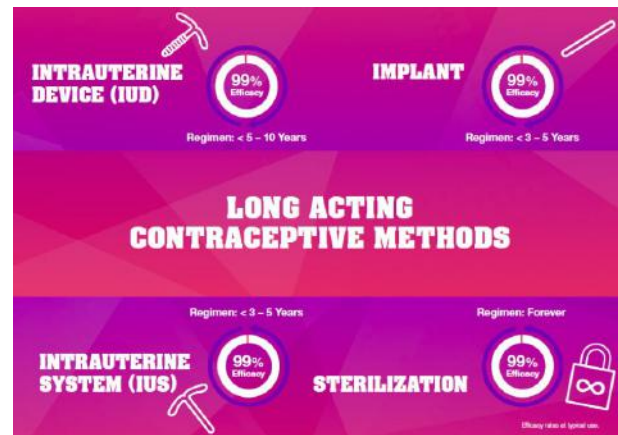 INTRAUTERINE
DEVICE (IUD)
99%
Efficacy
Regimen: < 5 – 10 Years
IMPLANT
99%
Efficacy
Regimen: < 3 – 5 Years
LONG ACTING
CONTRACEPTIVE METHODS
Regimen: < 3 – 5 Years
INTRAUTERINE
SYSTEM (IUS)
99%
Efficacy
Regimen: Forever
STERILIZATION
99%
Efficacy
Efficacy rates at typical use.